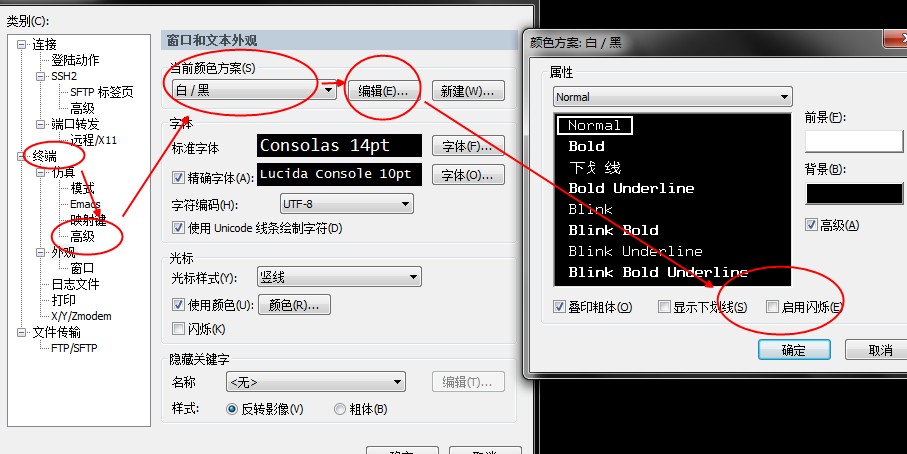 类别(C):
连接
登陆动作
SSH2
SFTP 标签页
高级
端口转发
远程/X11
终端
仿真
模式
Emacs
映射键
高级
外观
窗口
日志文件
打印
X/Y/Zmodem
文件传输
FTP/SFTP
窗口和文本外观
当前颜色方案(S)
白 / 黑
编辑(E)...
新建(W)...
字体
标准字体
Consolas 14pt
字体(F)...
精确字体(A):
Lucida Console 10pt
字体(O)...
字符编码(H):
UTF-8
使用 Unicode 线条绘制字符(D)
光标
光标样式(Y):
竖线
使用颜色(U):
颜色(R)...
闪烁(K)
隐藏关键字
名称
<无>
编辑(T)...
样式:
反转影像(V)
粗体(B)
颜色方案: 白 / 黑
属性
Normal
Normal
Bold
下划线
Blink
Bold Underline
Blink Bold
Blink Underline
Blink Bold Underline
前景(F):
背景(B):
高级(A)
叠印粗体(O)
显示下划线(S)
启用闪烁(E)
确定
取消